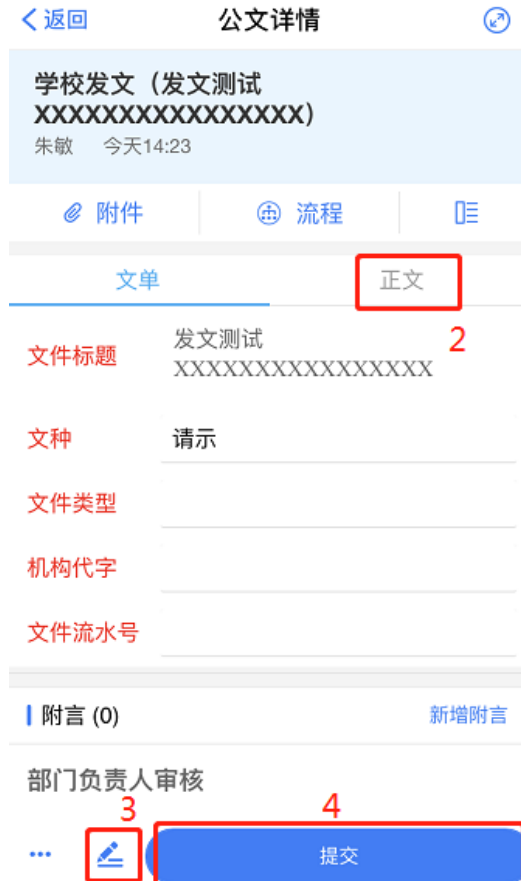 返回 公文详情
学校发文（发文测试
XXXXXXXXXXXXXXXX）
朱敏 今天14:23
附件 流程
文单 正文
2
文件标题 发文测试
XXXXXXXXXXXXXXXX
文种 请示
文件类型
机构代字
文件流水号
附言 (0) 新增附言
部门负责人审核
3 4
提交